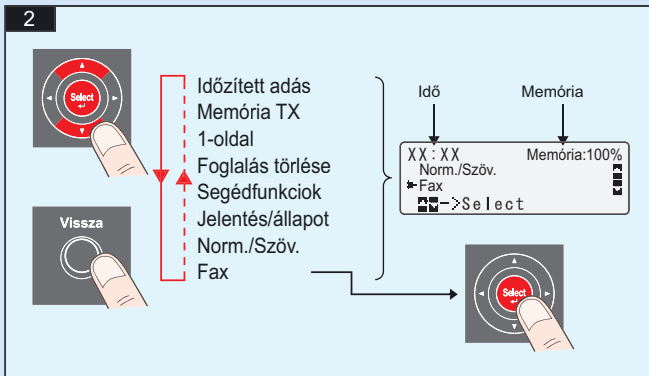 2
Select
Időzített adás
Memória TX
1-oldal
Foglalás törlése
Segédfunkciok
Jelentés/állapot
Norm./Szöv.
Fax
Vissza
Idő
Memória
XX:XX Memória:100%
Norm./Szöv.
Fax
->Select
Select